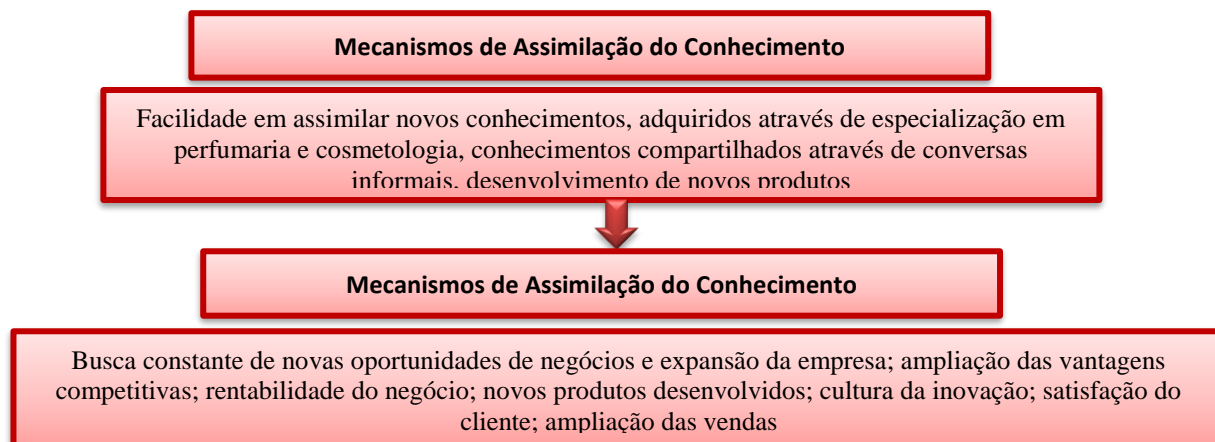 Mecanismos de Assimilação do Conhecimento
Facilidade em assimilar novos conhecimentos, adquiridos através de especialização em
perfumaria e cosmetologia, conhecimentos compartilhados através de conversas
informais, desenvolvimento de novos produtos
Mecanismos de Assimilação do Conhecimento
Busca constante de novas oportunidades de negócios e expansão da empresa; ampliação das vantagens
competitivas; rentabilidade do negócio; novos produtos desenvolvidos; cultura da inovação; satisfação do
cliente; ampliação das vendas